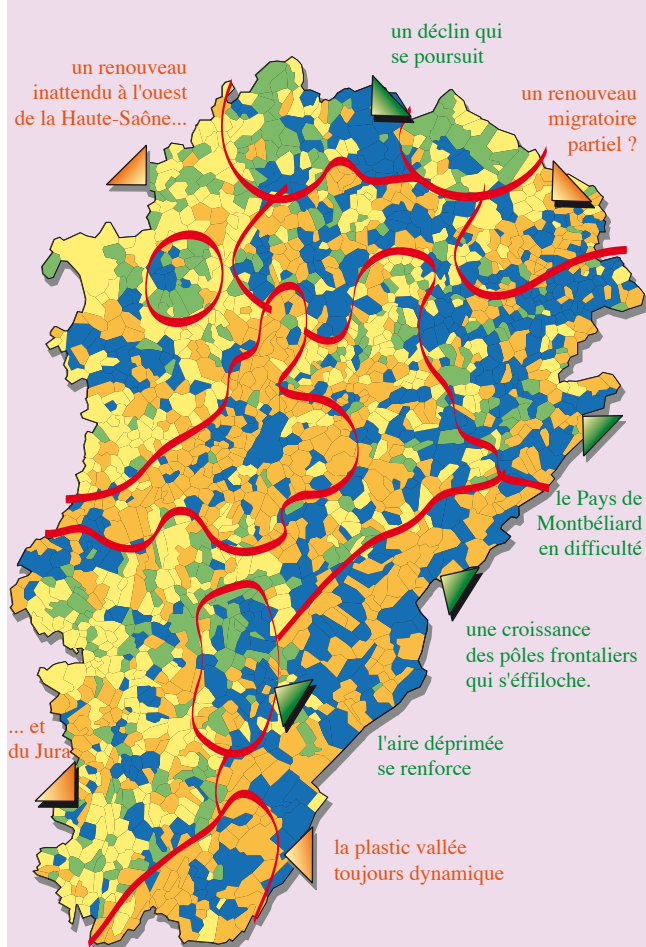 un déclin qui
se poursuit
un renouveau
inattendu à l'ouest
de la Haute-Saône...
un renouveau
migratoire
partiel ?
le Pays de
Montbéliard
en difficulté
une croissance
des pôles frontaliers
qui s'éffiloche.
... et
du Jura
l'aire déprimée
se renforce
la plastic vallée
toujours dynamique